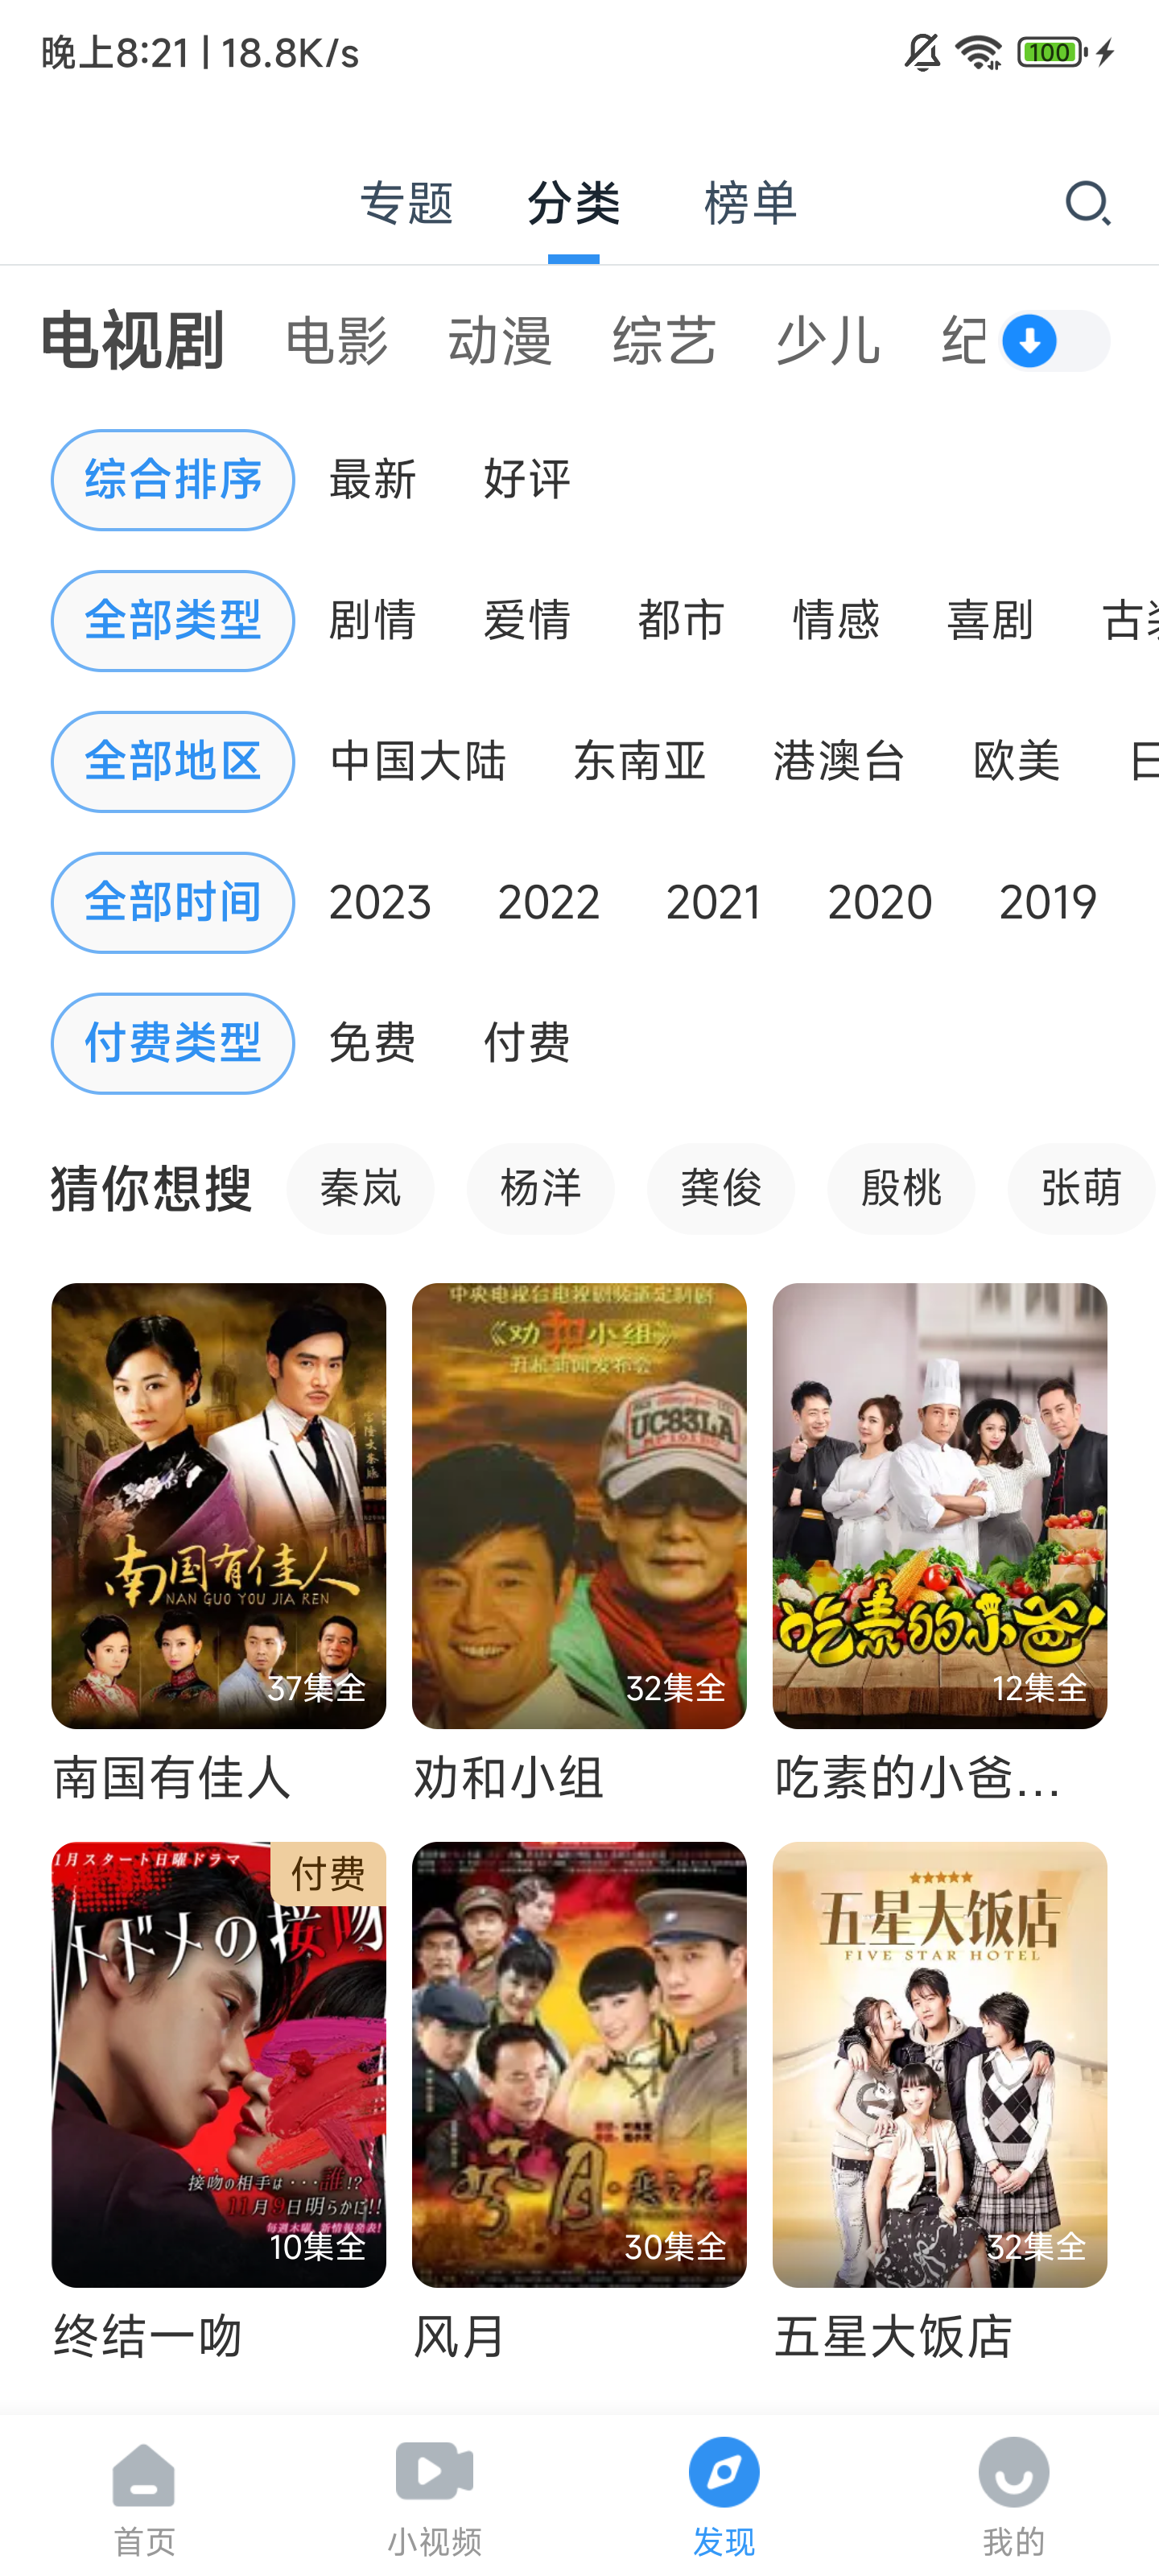 晚上8:21 | 18.8K/s
100
专题 分类 榜单
电视剧 电影 动漫 综艺 少儿 纪
综合排序 最新 好评
全部类型 剧情 爱情 都市 情感 喜剧 古装
全部地区 中国大陆 东南亚 港澳台 欧美 日
全部时间 2023 2022 2021 2020 2019
付费类型 免费 付费
猜你想搜 秦岚 杨洋 龚俊 殷桃 张萌
南国有佳人
NAN GUO YOU JIA REN
37集全
中央电视台电视剧频道定制剧
《劝和小组》
开机新闻发布会
UC83LA
32集全
吃素的小爸
12集全
南国有佳人 劝和小组 吃素的小爸...
1月スタート日曜ドラマ
付费
トドメの接吻
接吻の相手は・・・誰!?
11月9日明らかに!!
毎週木曜、新情報発表!
10集全
30集全
五星大饭店
FIVE STAR HOTEL
32集全
终结一吻 风月 五星大饭店
首页 小视频 发现 我的